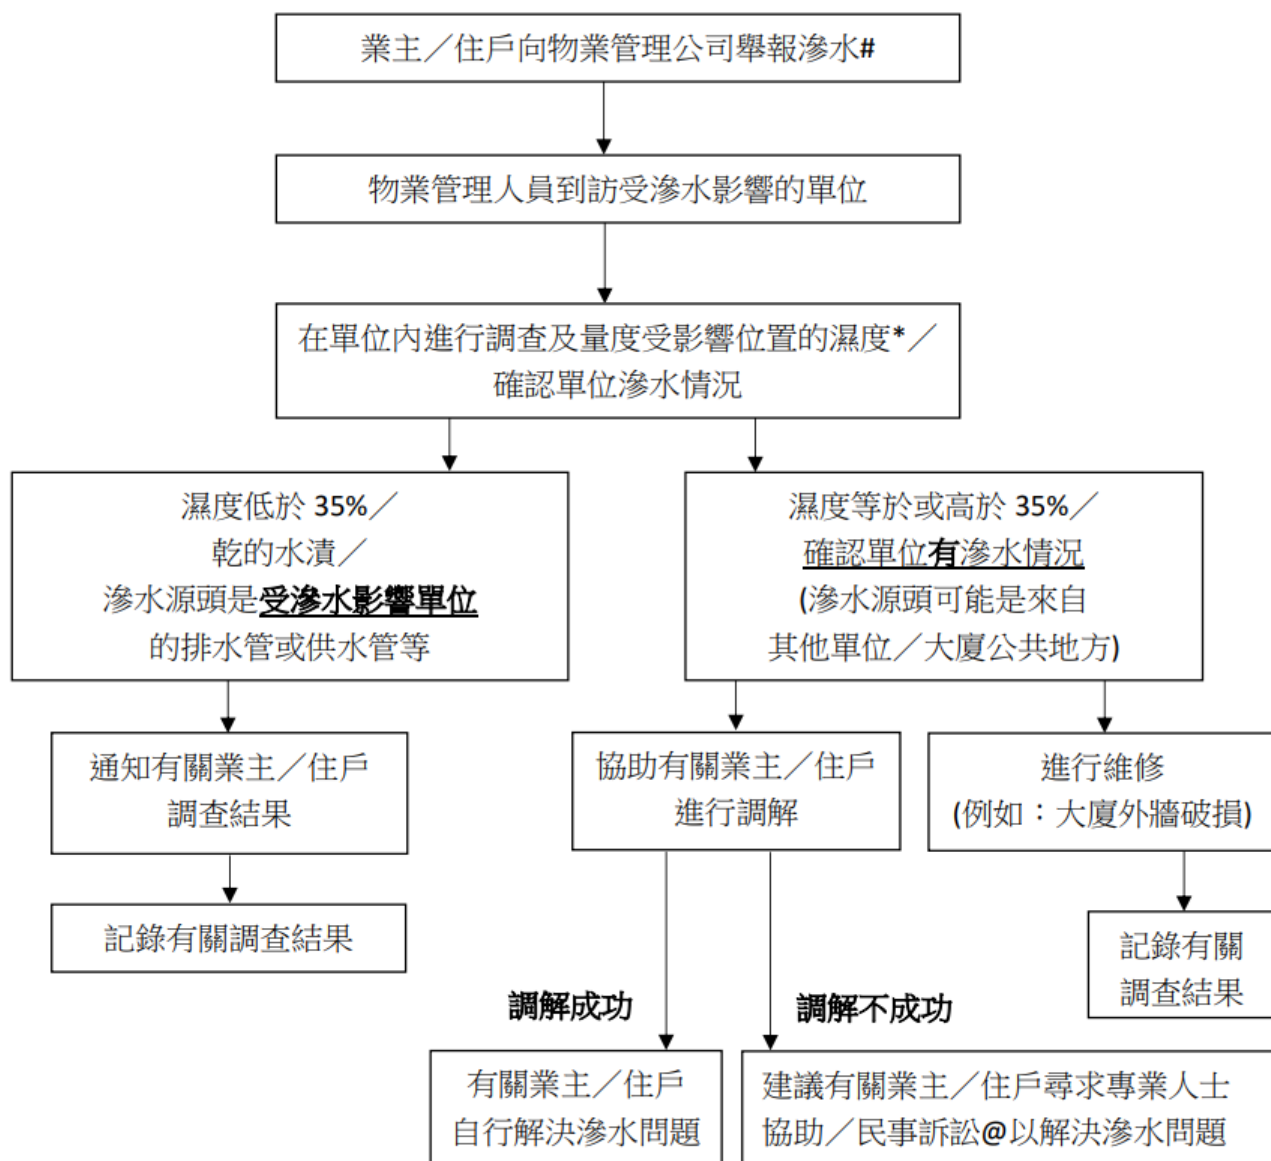 業主／住戶向物業管理公司舉報滲水#
物業管理人員到訪受滲水影響的單位
在單位內進行調查及量度受影響位置的濕度*／
確認單位滲水情況
濕度低於 35%／
乾的水漬／
滲水源頭是受滲水影響單位
的排水管或供水管等
濕度等於或高於 35%／
確認單位有滲水情況
(滲水源頭可能是來自
其他單位／大廈公共地方)
通知有關業主／住戶
調查結果
協助有關業主／住戶
進行調解
進行維修
(例如：大廈外牆破損)
記錄有關調查結果
記錄有關
調查結果
調解成功
調解不成功
有關業主／住戶
自行解決滲水問題
建議有關業主／住戶尋求專業人士
協助／民事訴訟@以解決滲水問題